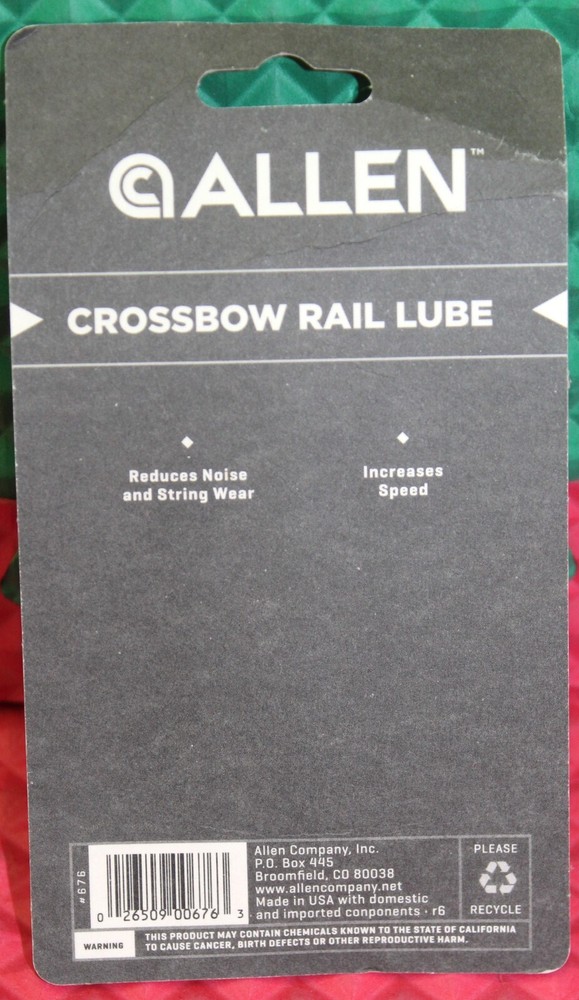 ALLEN™
CROSSBOW RAIL LUBE
Reduces Noise
and String Wear
Increases
Speed
#676
0 26509 00676 3
Allen Company, Inc.
P.O. Box 445
Broomfield, CO 80038
www.allencompany.net
Made in USA with domestic
and imported conponents · r6
PLEASE
RECYCLE
WARNING
THIS PRODUCT MAY CONTAIN CHEMICALS KNOWN TO THE STATE OF CALIFORNIA
TO CAUSE CANCER, BIRTH DEFECTS OR OTHER REPRODUCTIVE HARM.